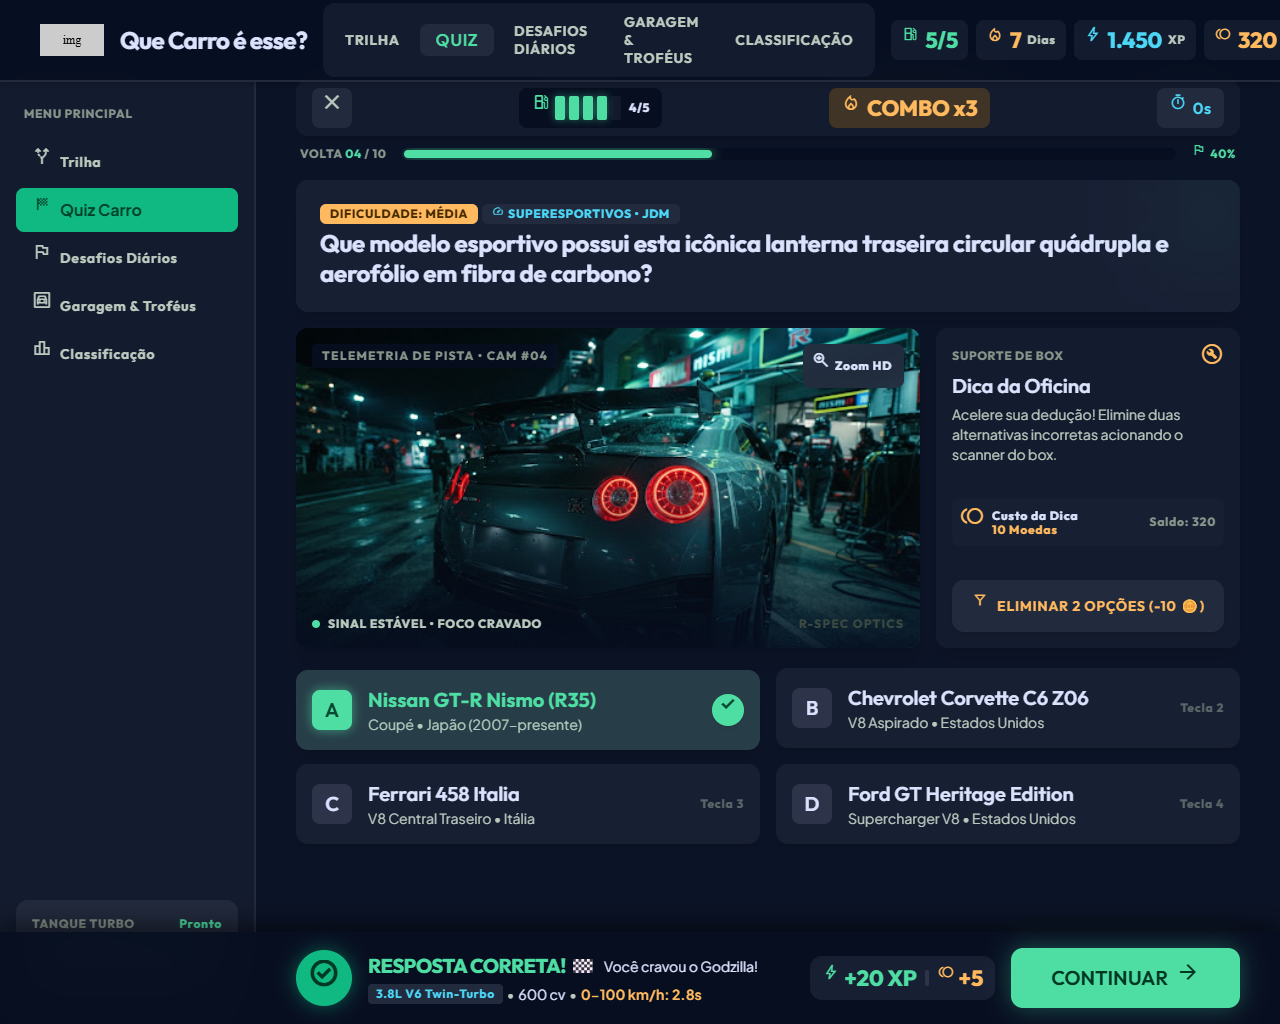 img
Que Carro é esse?
TRILHA
QUIZ
DESAFIOS
DIÁRIOS
GARAGEM
&
TROFÉUS
CLASSIFICAÇÃO
5/5
7 Dias
1.450 XP
320
MENU PRINCIPAL
Trilha
Quiz Carro
Desafios Diários
Garagem & Troféus
Classificação
TANQUE TURBO
Pronto
4/5
COMBO x3
0s
VOLTA 04 / 10
40%
DIFICULDADE: MÉDIA
SUPERESPORTIVOS • JDM
Que modelo esportivo possui esta icônica lanterna traseira circular quádrupla e
aerofólio em fibra de carbono?
TELEMETRIA DE PISTA • CAM #04
Zoom HD
MOTUL nismo
SINAL ESTÁVEL • FOCO CRAVADO
R-SPEC OPTICS
SUPORTE DE BOX
Dica da Oficina
Acelere sua dedução! Elimine duas
alternativas incorretas acionando o
scanner do box.
Custo da Dica
10 Moedas
Saldo: 320
ELIMINAR 2 OPÇÕES (-10 🪙)
A
Nissan GT-R Nismo (R35)
Coupé • Japão (2007–presente)
B
Chevrolet Corvette C6 Z06
V8 Aspirado • Estados Unidos
Tecla 2
C
Ferrari 458 Italia
V8 Central Traseiro • Itália
Tecla 3
D
Ford GT Heritage Edition
Supercharger V8 • Estados Unidos
Tecla 4
RESPOSTA CORRETA! 🏁 Você cravou o Godzilla!
3.8L V6 Twin-Turbo • 600 cv • 0–100 km/h: 2.8s
+20 XP | +5
CONTINUAR →